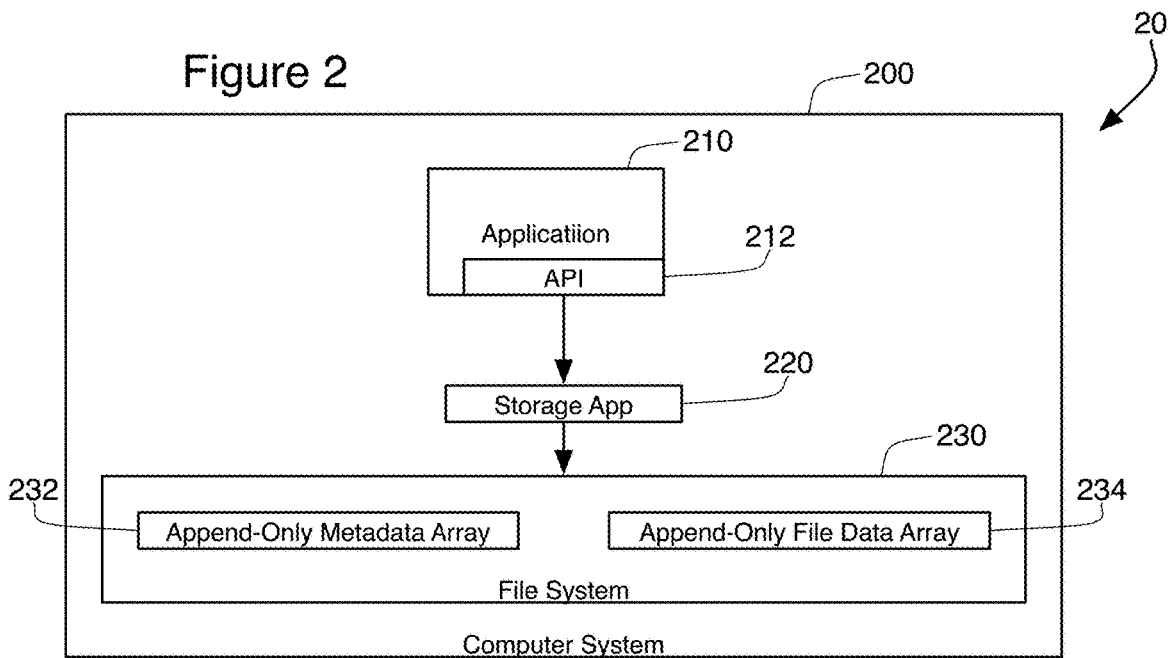 20
Figure 2
200
210
Applicatiion
212
API
220
Storage App
230
232
234
Append-Only Metadata Array
Append-Only File Data Array
File System
Computer System